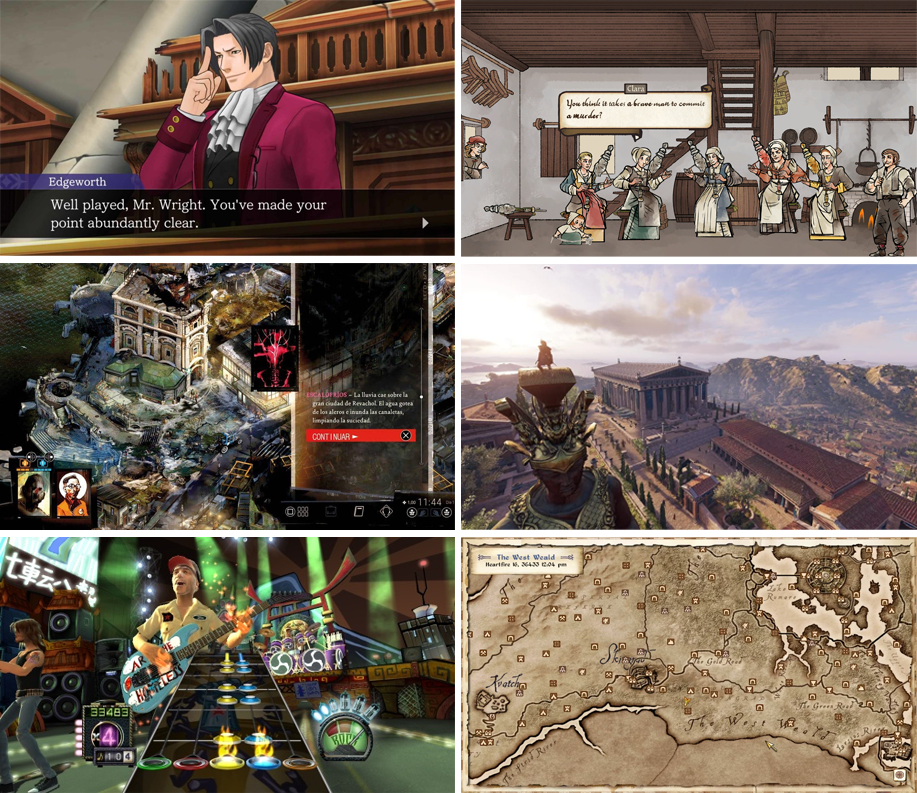 Edgeworth
Well played, Mr. Wright. You've made your
point abundantly clear.
Clara
You think it takes a brave man to commit
a murder?
ESCALOFRÍOS – La lluvia cae sobre la
gran ciudad de Revachol. El agua gotea
de los aleros e inunda las canaletas,
limpiando la suciedad.
CONTINUAR
11:44
33483
4
104
ROCK
The West Weald
Heartfire 16, 3E433 12:04 pm
Kvatch
Skingrad
The Gold Road
The Green Road
The West Weald